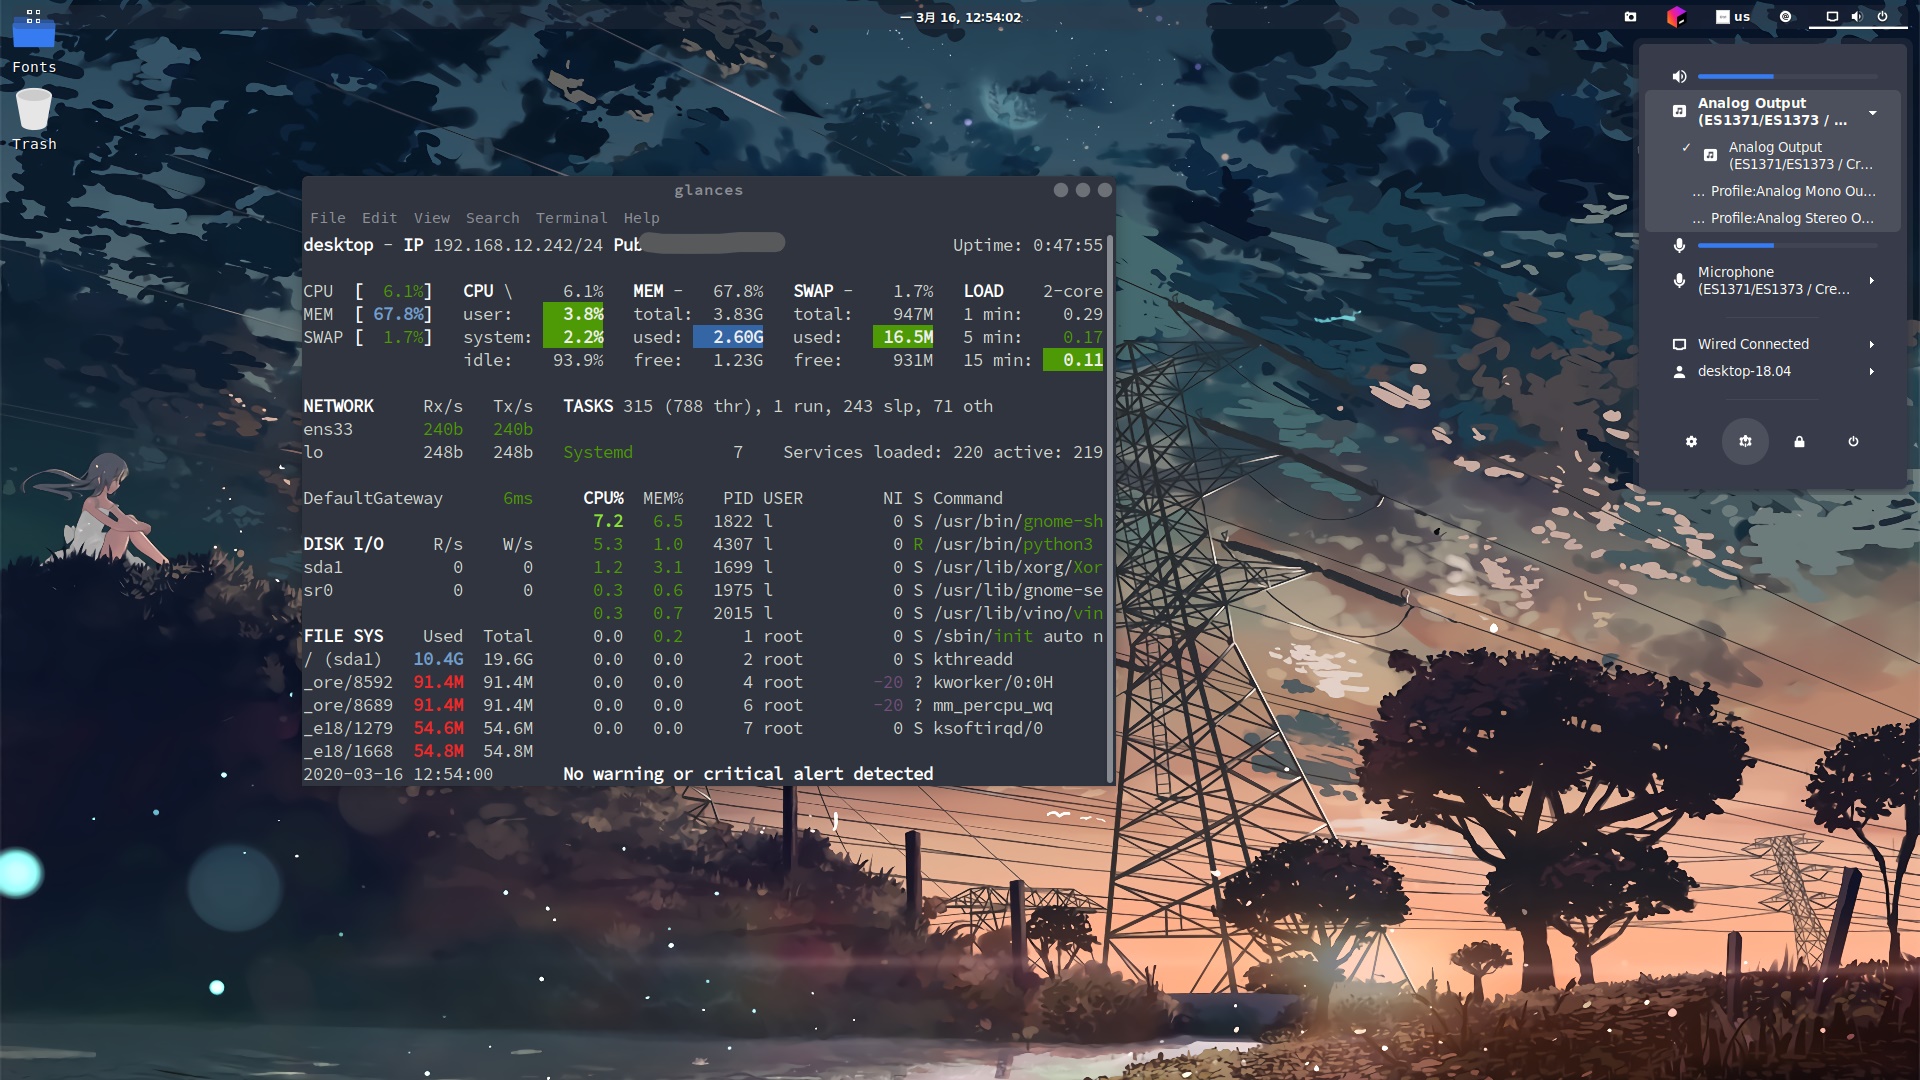 一 3月 16, 12:54:02
us
Fonts
Trash
glances
File Edit View Search Terminal Help
desktop - IP 192.168.12.242/24 Pub Uptime: 0:47:55
CPU [ 6.1%] CPU \ 6.1% MEM - 67.8% SWAP - 1.7% LOAD 2-core
MEM [ 67.8%] user: 3.8% total: 3.83G total: 947M 1 min: 0.29
SWAP [ 1.7%] system: 2.2% used: 2.60G used: 16.5M 5 min: 0.17
idle: 93.9% free: 1.23G free: 931M 15 min: 0.11
NETWORK Rx/s Tx/s TASKS 315 (788 thr), 1 run, 243 slp, 71 oth
ens33 240b 240b
lo 248b 248b Systemd 7 Services loaded: 220 active: 219
DefaultGateway 6ms CPU% MEM% PID USER NI S Command
7.2 6.5 1822 l 0 S /usr/bin/gnome-sh
DISK I/O R/s W/s 5.3 1.0 4307 l 0 R /usr/bin/python3
sda1 0 0 1.2 3.1 1699 l 0 S /usr/lib/xorg/Xor
sr0 0 0 0.3 0.6 1975 l 0 S /usr/lib/gnome-se
0.3 0.7 2015 l 0 S /usr/lib/vino/vin
FILE SYS Used Total 0.0 0.2 1 root 0 S /sbin/init auto n
/ (sda1) 10.4G 19.6G 0.0 0.0 2 root 0 S kthreadd
_ore/8592 91.4M 91.4M 0.0 0.0 4 root -20 ? kworker/0:0H
_ore/8689 91.4M 91.4M 0.0 0.0 6 root -20 ? mm_percpu_wq
_e18/1279 54.6M 54.6M 0.0 0.0 7 root 0 S ksoftirqd/0
_e18/1668 54.8M 54.8M
2020-03-16 12:54:00 No warning or critical alert detected
Analog Output
(ES1371/ES1373 / ...
✓ Analog Output
(ES1371/ES1373 / Cr...
... Profile:Analog Mono Ou...
... Profile:Analog Stereo O...
Microphone
(ES1371/ES1373 / Cre...
Wired Connected
desktop-18.04